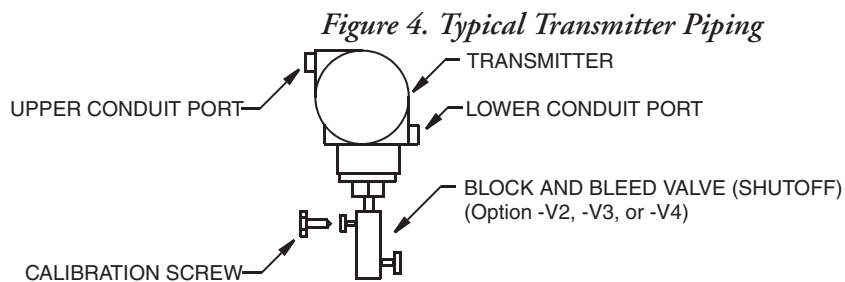 Figure 4. Typical Transmitter Piping
TRANSMITTER
UPPER CONDUIT PORT
LOWER CONDUIT PORT
BLOCK AND BLEED VALVE (SHUTOFF)
(Option -V2, -V3, or -V4)
CALIBRATION SCREW